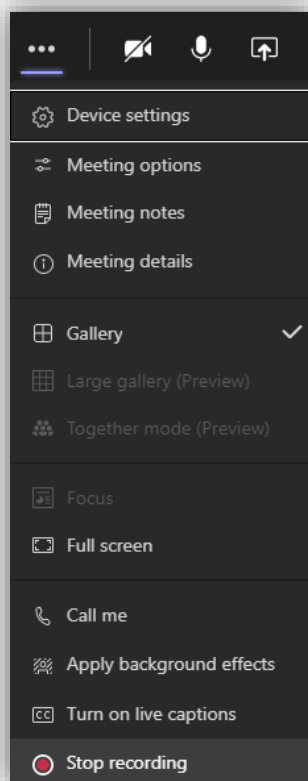 Device settings
Meeting options
Meeting notes
Meeting details
Gallery
Large gallery (Preview)
Together mode (Preview)
Focus
Full screen
Call me
Apply background effects
CC Turn on live captions
Stop recording